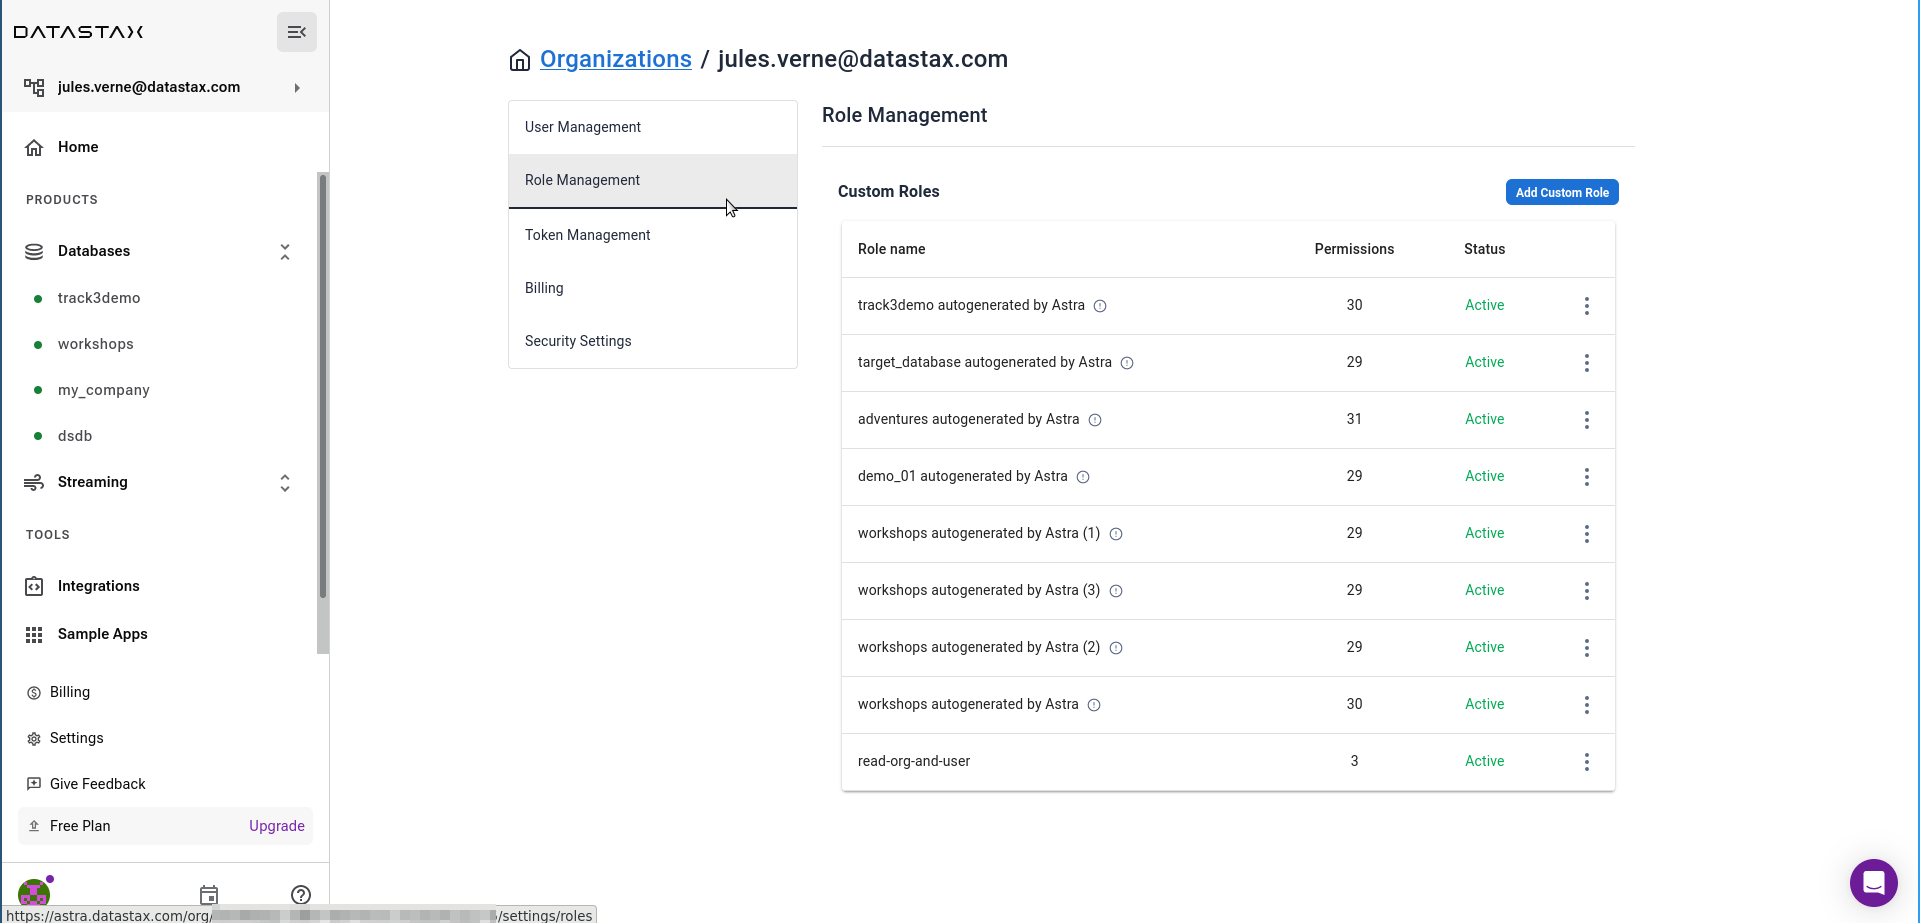 DATASTAX
jules.verne@datastax.com
Home
PRODUCTS
Databases
track3demo
workshops
my_company
dsdb
Streaming
TOOLS
Integrations
Sample Apps
Billing
Settings
Give Feedback
Free Plan Upgrade
https://astra.datastax.com/org/
/settings/roles
Organizations / jules.verne@datastax.com
User Management
Role Management
Token Management
Billing
Security Settings
Role Management
Custom Roles Add Custom Role
Role name Permissions Status
track3demo autogenerated by Astra 30 Active
target_database autogenerated by Astra 29 Active
adventures autogenerated by Astra 31 Active
demo_01 autogenerated by Astra 29 Active
workshops autogenerated by Astra (1) 29 Active
workshops autogenerated by Astra (3) 29 Active
workshops autogenerated by Astra (2) 29 Active
workshops autogenerated by Astra 30 Active
read-org-and-user 3 Active